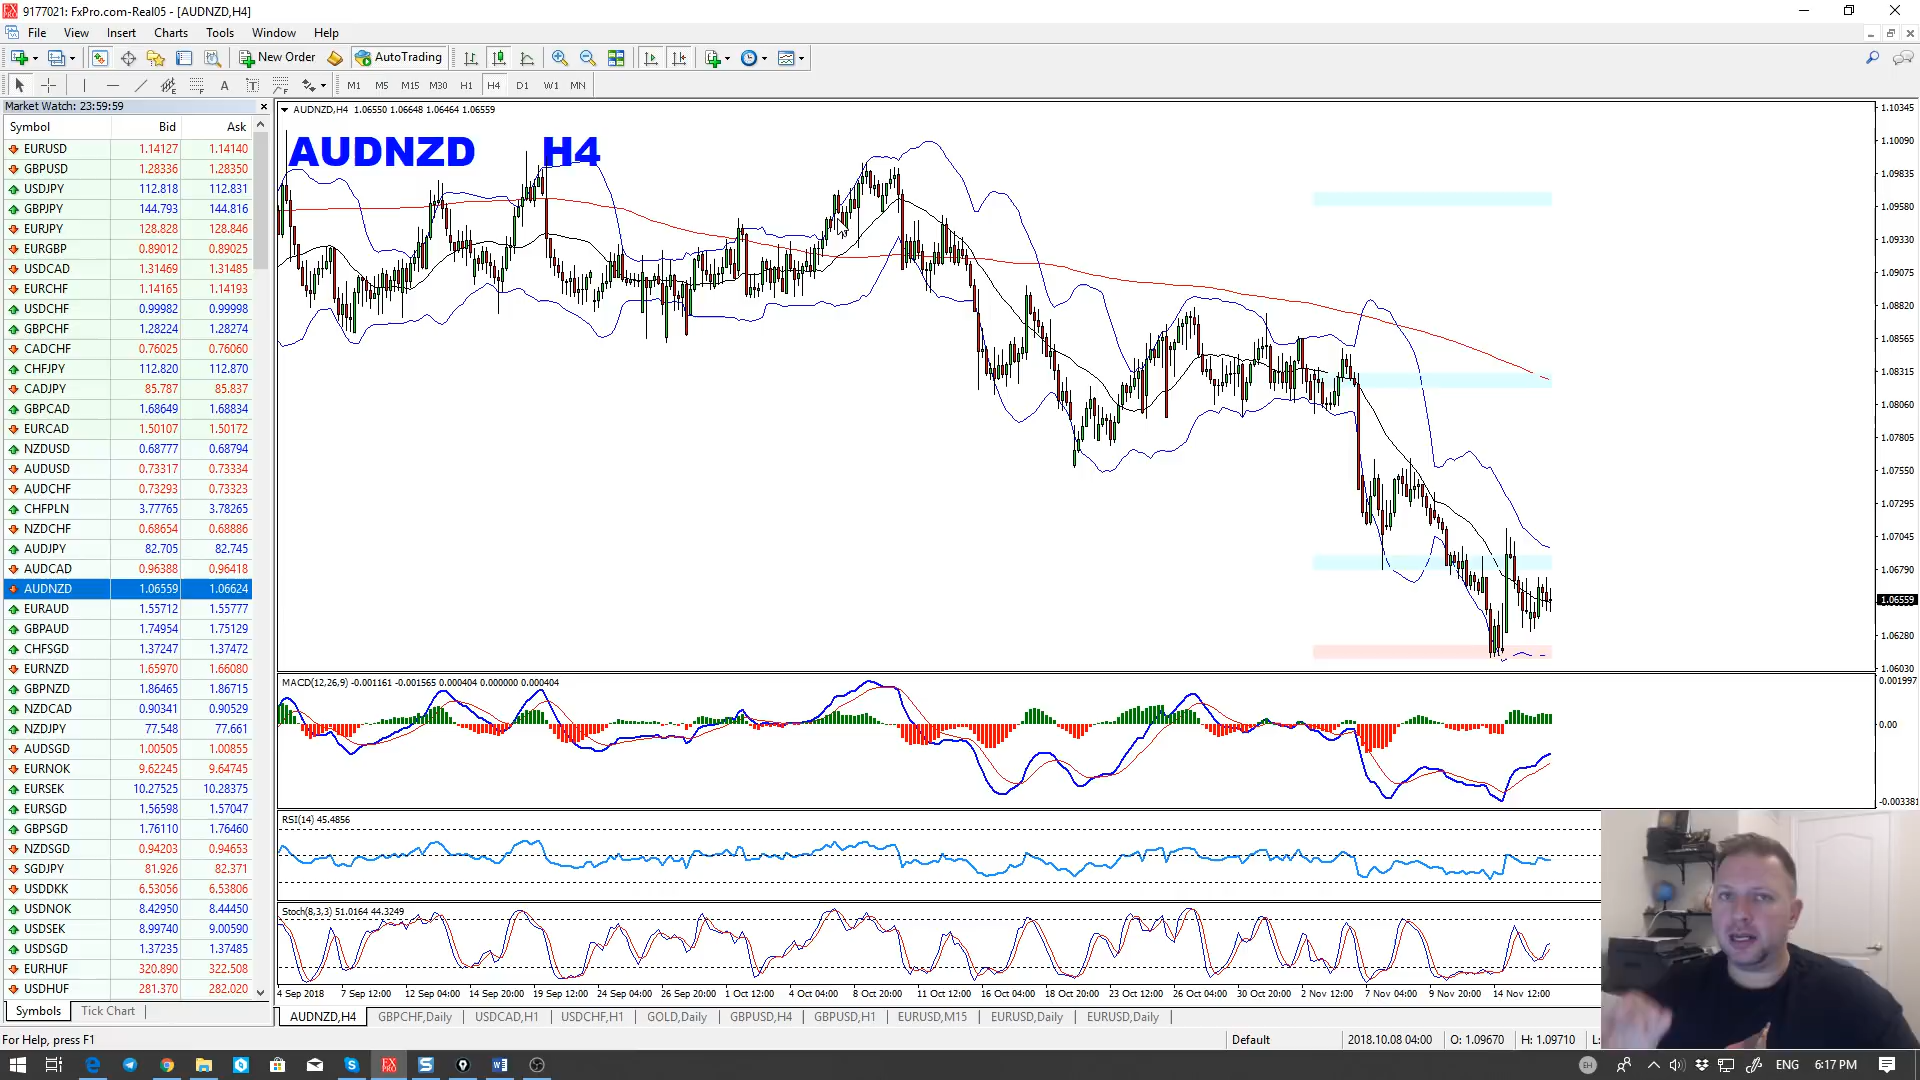 9177021: FxPro.com-Real05 - [AUDNZD,H4]
File View Insert Charts Tools Window Help
New Order AutoTrading
A T M1 M5 M15 M30 H1 H4 D1 W1 MN
Market Watch: 23:59:59
Symbol Bid Ask
EURUSD 1.14127 1.14140
GBPUSD 1.28336 1.28350
USDJPY 112.818 112.831
GBPJPY 144.793 144.816
EURJPY 128.828 128.846
EURGBP 0.89012 0.89025
USDCAD 1.31469 1.31485
EURCHF 1.14165 1.14193
USDCHF 0.99982 0.99998
GBPCHF 1.28224 1.28274
CADCHF 0.76025 0.76060
CHFJPY 112.820 112.870
CADJPY 85.787 85.837
GBPCAD 1.68649 1.68834
EURCAD 1.50107 1.50172
NZDUSD 0.68777 0.68794
AUDUSD 0.73317 0.73334
AUDCHF 0.73293 0.73323
CHFPLN 3.77765 3.78265
NZDCHF 0.68654 0.68886
AUDJPY 82.705 82.745
AUDCAD 0.96388 0.96418
AUDNZD 1.06559 1.06624
EURAUD 1.55712 1.55777
GBPAUD 1.74954 1.75129
CHFSGD 1.37247 1.37472
EURNZD 1.65970 1.66080
GBPNZD 1.86465 1.86715
NZDCAD 0.90341 0.90529
NZDJPY 77.548 77.661
AUDSGD 1.00505 1.00855
EURNOK 9.62245 9.64745
EURSEK 10.27525 10.28375
EURSGD 1.56598 1.57047
GBPSGD 1.76110 1.76460
NZDSGD 0.94203 0.94653
SGDJPY 81.926 82.371
USDDKK 6.53056 6.53806
USDNOK 8.42950 8.44450
USDSEK 8.99740 9.00590
USDSGD 1.37235 1.37485
EURHUF 320.890 322.508
USDHUF 281.370 282.020
Symbols Tick Chart
AUDNZD,H4 1.06550 1.06648 1.06464 1.06559
AUDNZD H4
1.10345
1.10090
1.09835
1.09580
1.09330
1.09075
1.08820
1.08565
1.08315
1.08060
1.07805
1.07550
1.07295
1.07045
1.06790
1.06559
1.06280
1.06030
MACD(12,26,9) -0.001161 -0.001565 0.000404 0.000000 0.000404
0.001997
0.00
-0.003381
RSI(14) 45.4856
Stoch(8,3,3) 51.0164 44.3249
4 Sep 2018 7 Sep 12:00 12 Sep 04:00 14 Sep 20:00 19 Sep 12:00 24 Sep 04:00 26 Sep 20:00 1 Oct 12:00 4 Oct 04:00 8 Oct 20:00 11 Oct 12:00 16 Oct 04:00 18 Oct 20:00 23 Oct 12:00 26 Oct 04:00 30 Oct 20:00 2 Nov 12:00 7 Nov 04:00 9 Nov 20:00 14 Nov 12:00
AUDNZD,H4 GBPCHF,Daily USDCAD,H1 USDCHF,H1 GOLD,Daily GBPUSD,H4 GBPUSD,H1 EURUSD,M15 EURUSD,Daily EURUSD,Daily
For Help, press F1 Default 2018.10.08 04:00 O: 1.09670 H: 1.09710 L:
ENG 6:17 PM